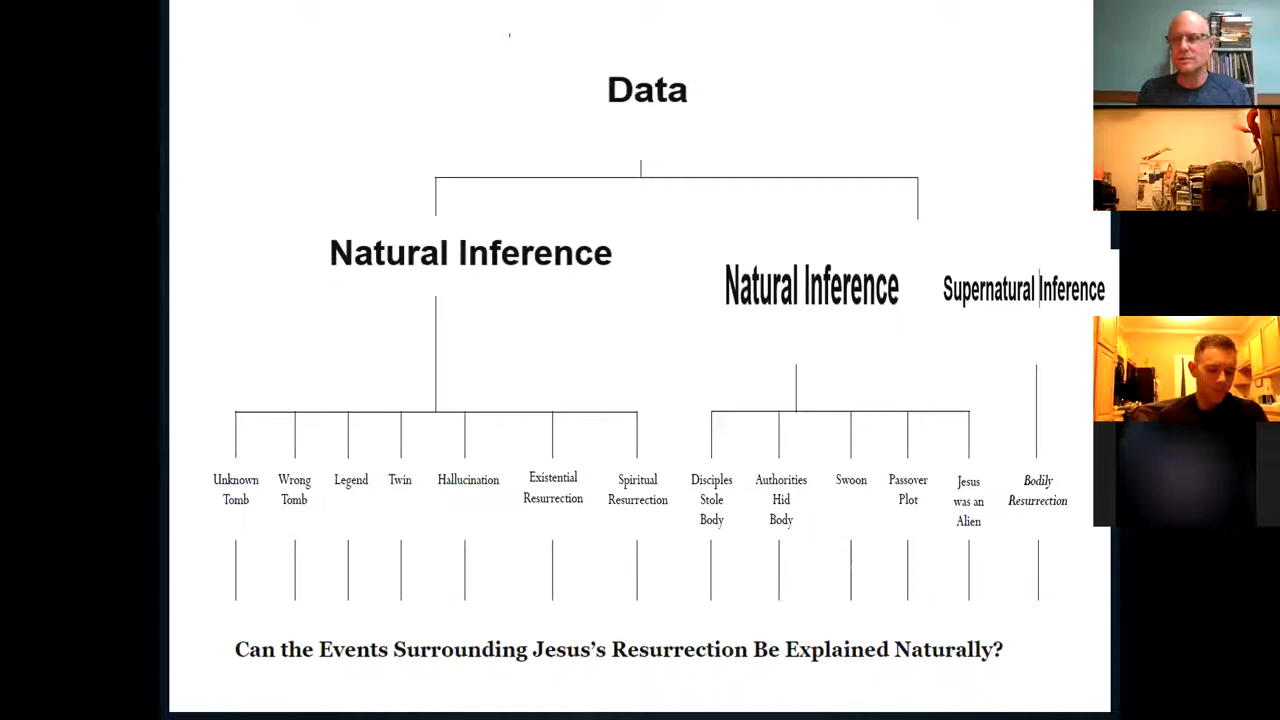 Data
Natural Inference
Natural Inference
Supernatural Inference
Unknown
Tomb
Wrong
Tomb
Legend
Twin
Hallucination
Existential
Resurrection
Spiritual
Resurrection
Disciples
Stole
Body
Authorities
Hid
Body
Swoon
Passover
Plot
Jesus
was an
Alien
Bodily
Resurrection
Can the Events Surrounding Jesus’s Resurrection Be Explained Naturally?